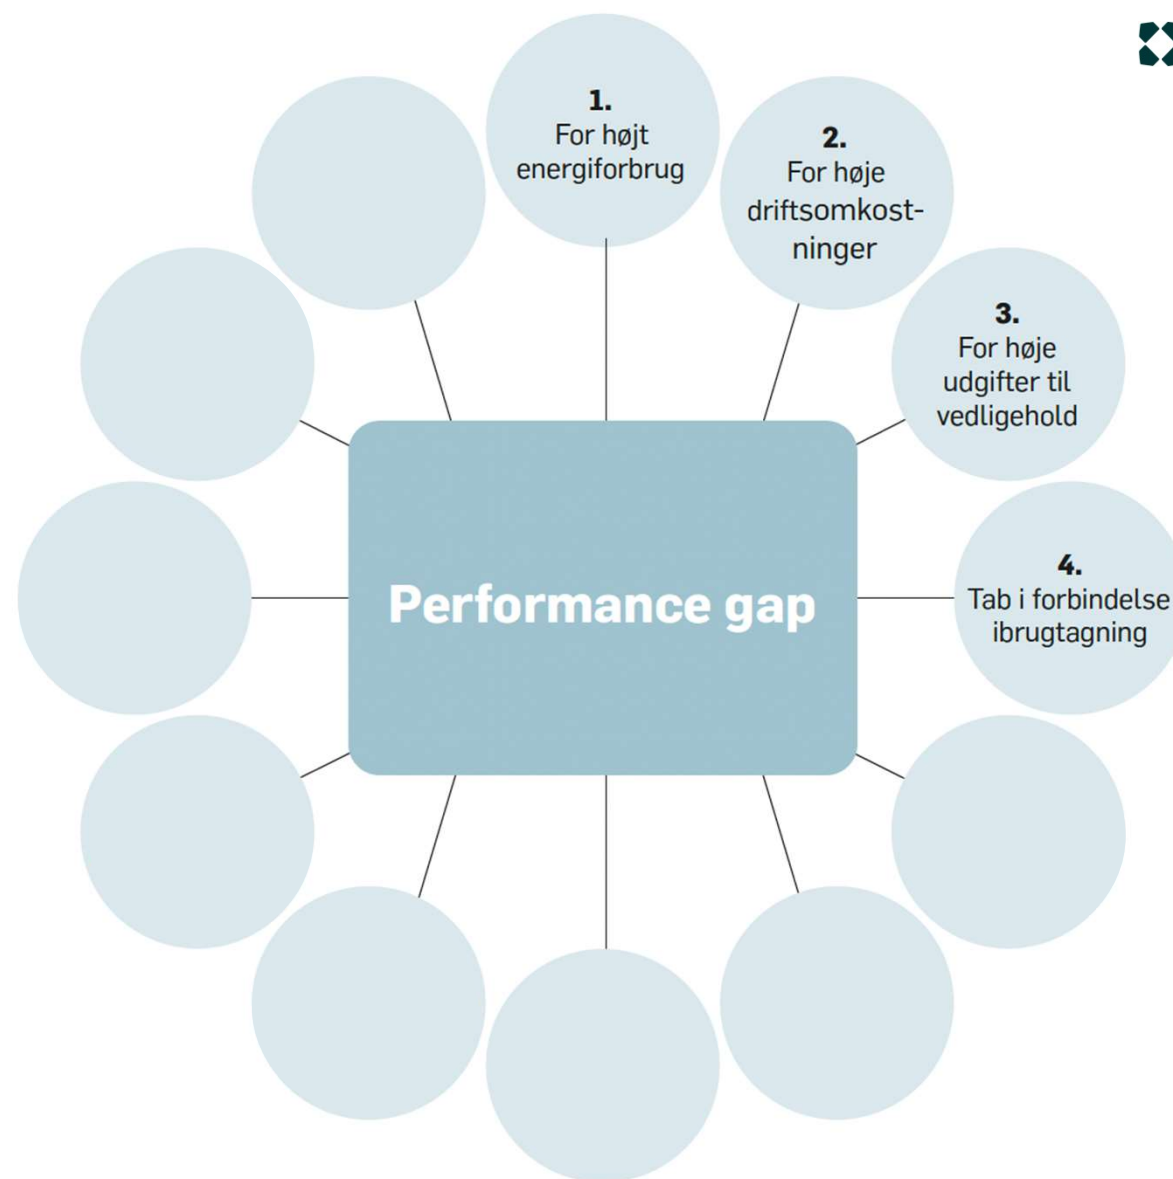 1.
For højt
energiforbrug
2.
For høje
driftsomkost-
ninger
3.
For høje
udgifter til
vedligehold
4.
Tab i forbindelse
ibrugtagning
Performance gap